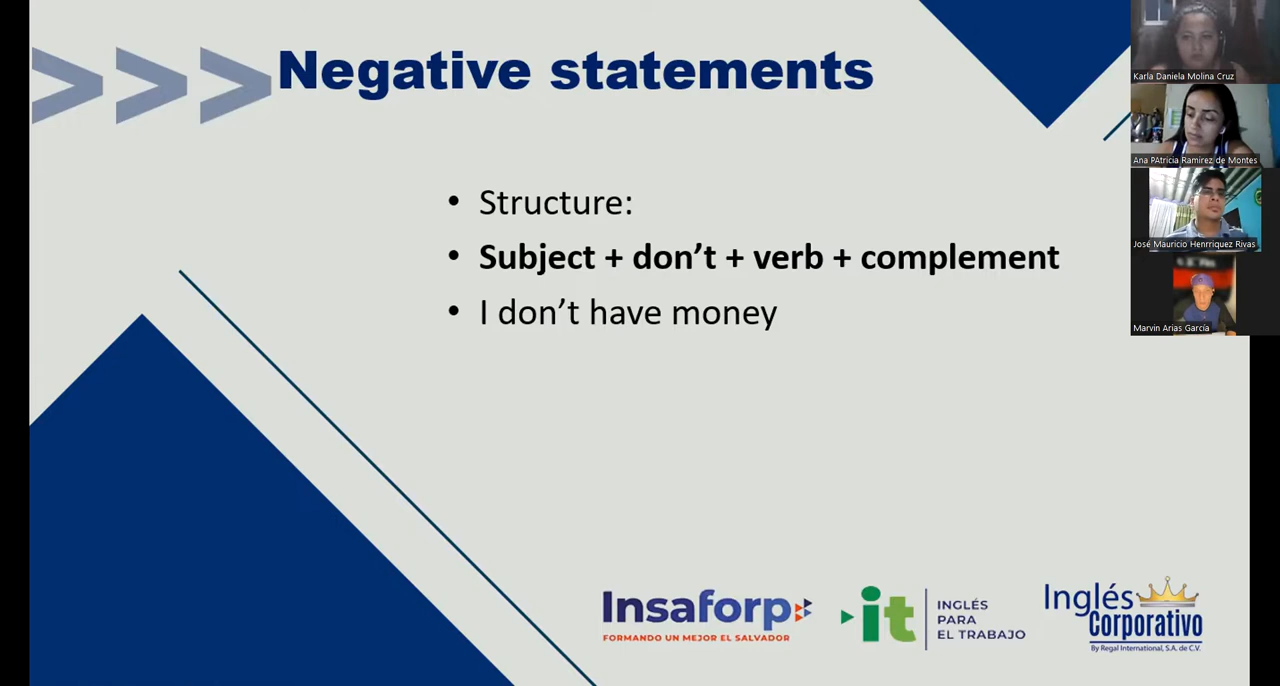 Negative statements
• Structure:
• Subject + don’t + verb + complement
• I don’t have money
Karla Daniela Molina Cruz
Ana PAtricia Ramirez de Montes
José Mauricio Henrriquez Rivas
Marvin Arias García
Insaforp
FORMANDO UN MEJOR EL SALVADOR
it
INGLÉS
PARA
EL TRABAJO
Inglés
Corporativo
By Regal International, S.A. de C.V.